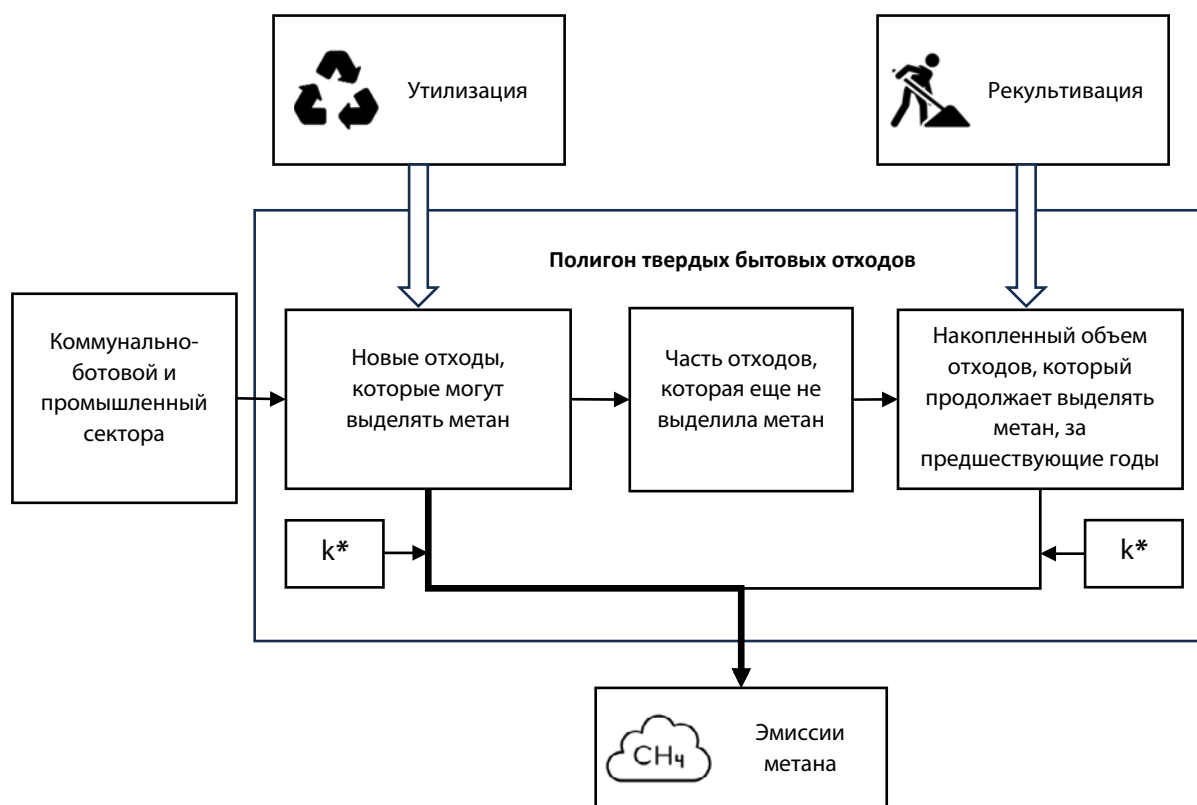 Утилизация
Рекультивация
Полигон твердых бытовых отходов
Коммунально-
ботовой и
промышленный
сектора
Новые отходы,
которые могут
выделять метан
Часть отходов,
которая еще не
выделила метан
Накопленный объем
отходов, который
продолжает выделять
метан, за
предшествующие годы
k*
k*
CH4
Эмиссии
метана